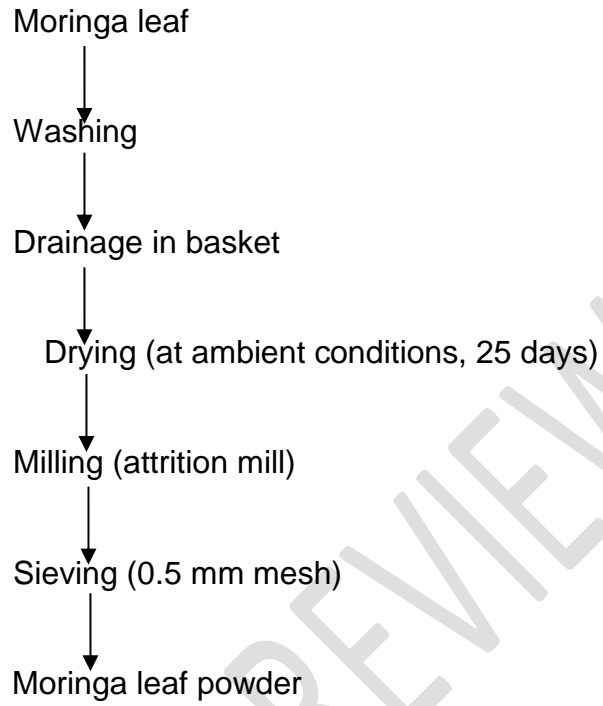 Moringa leaf
Washing
Drainage in basket
Drying (at ambient conditions, 25 days)
Milling (attrition mill)
Sieving (0.5 mm mesh)
Moringa leaf powder
REVIEW